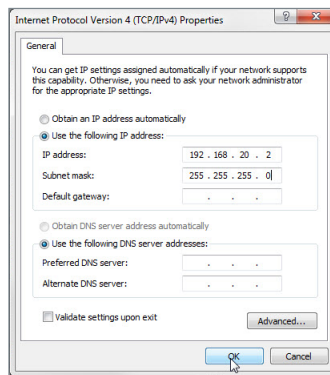 Internet Protocol Version 4 (TCP/IPv4) Properties
General
You can get IP settings assigned automatically if your network supports
this capability. Otherwise, you need to ask your network administrator
for the appropriate IP settings.
Obtain an IP address automatically
Use the following IP address:
IP address: 192 . 168 . 20 . 2
Subnet mask: 255 . 255 . 255 . 0
Default gateway: . . .
Obtain DNS server address automatically
Use the following DNS server addresses:
Preferred DNS server: . . .
Alternate DNS server: . . .
Validate settings upon exit
Advanced...
OK Cancel